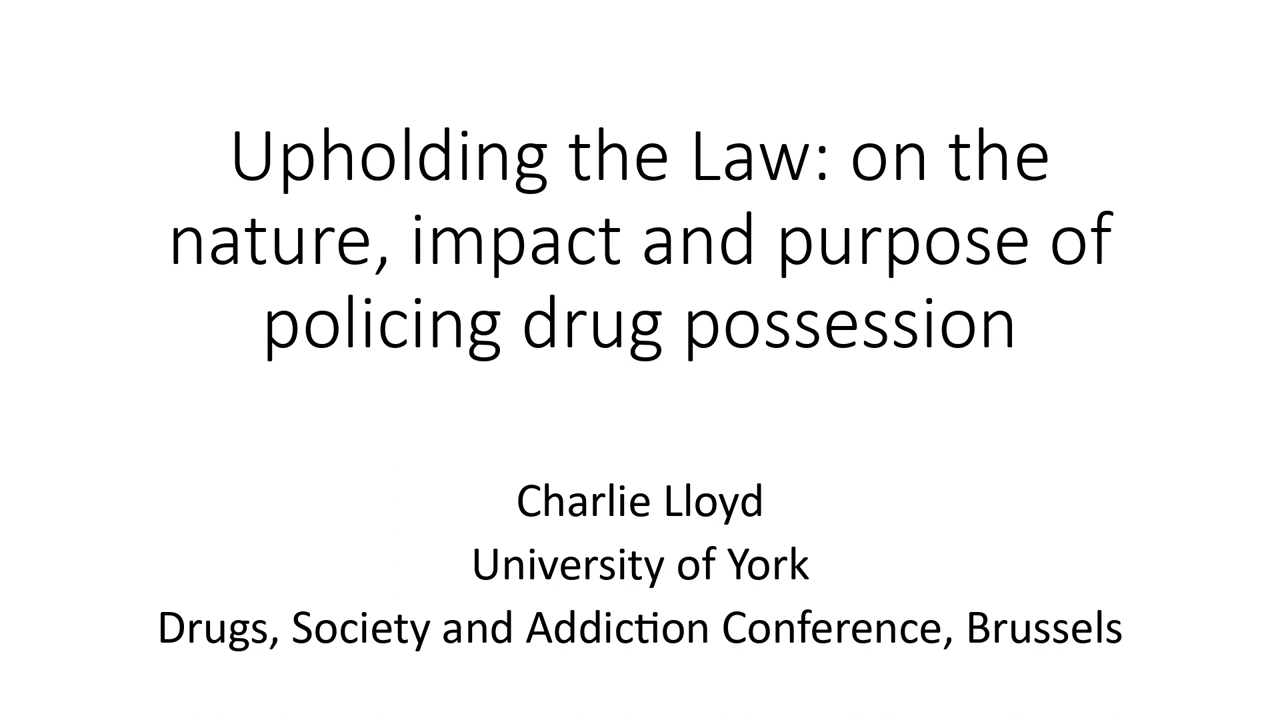 Upholding the Law: on the
nature, impact and purpose of
policing drug possession
Charlie Lloyd
University of York
Drugs, Society and Addiction Conference, Brussels